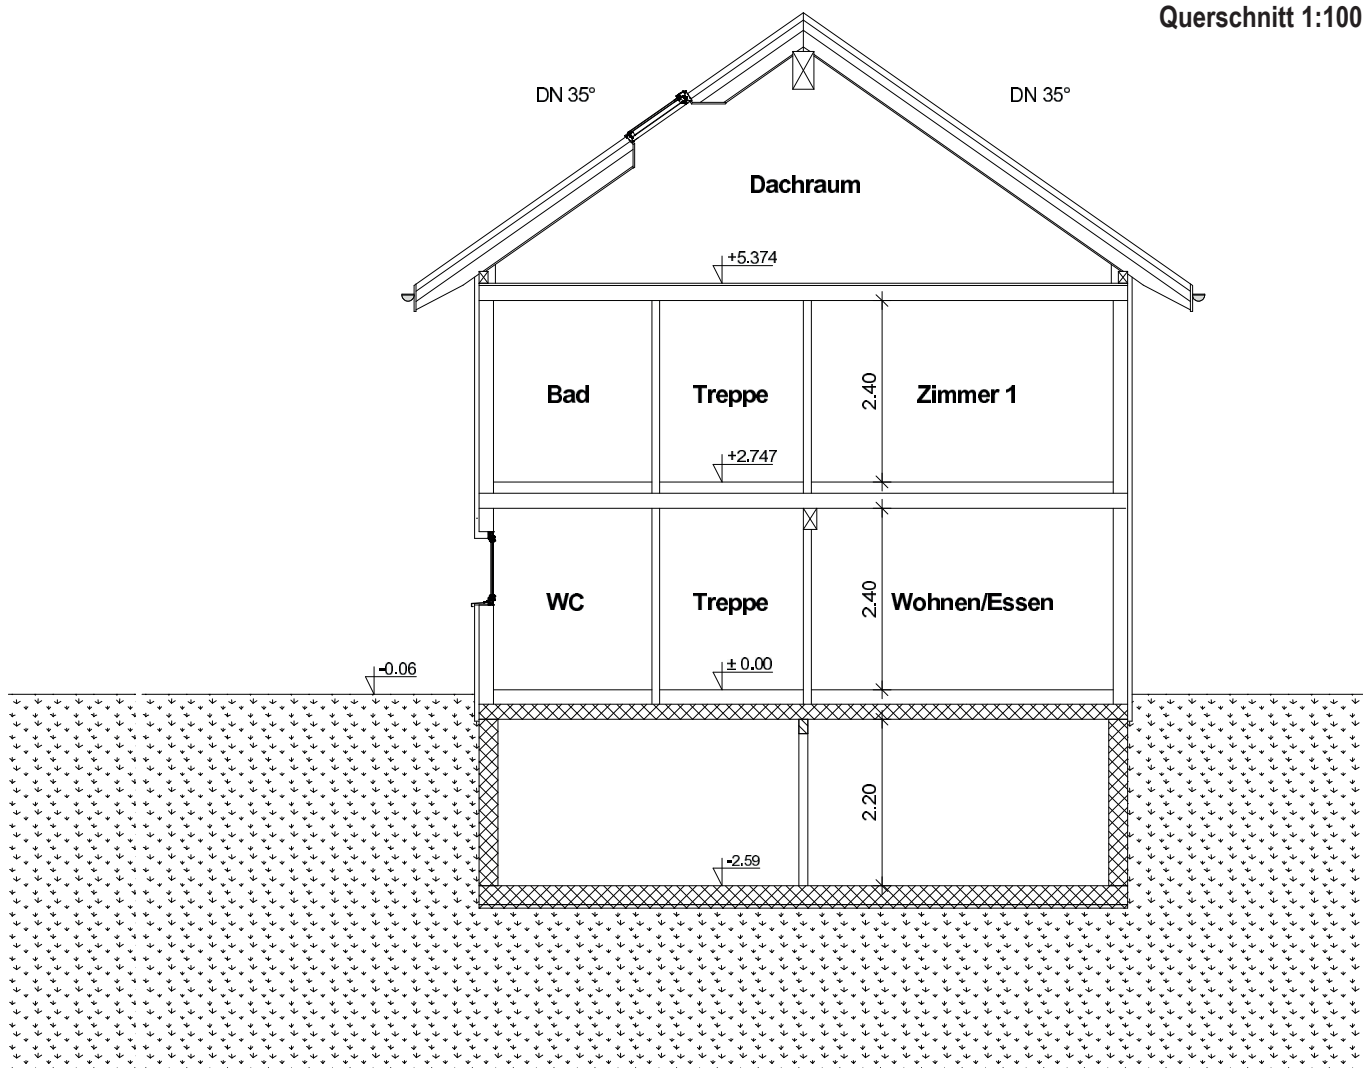 Querschnitt 1:100
DN 35°
DN 35°
Dachraum
+5.374
Bad
Treppe
2.40
Zimmer 1
+2.747
WC
Treppe
2.40
Wohnen/Essen
-0.06
± 0.00
2.20
-2.59